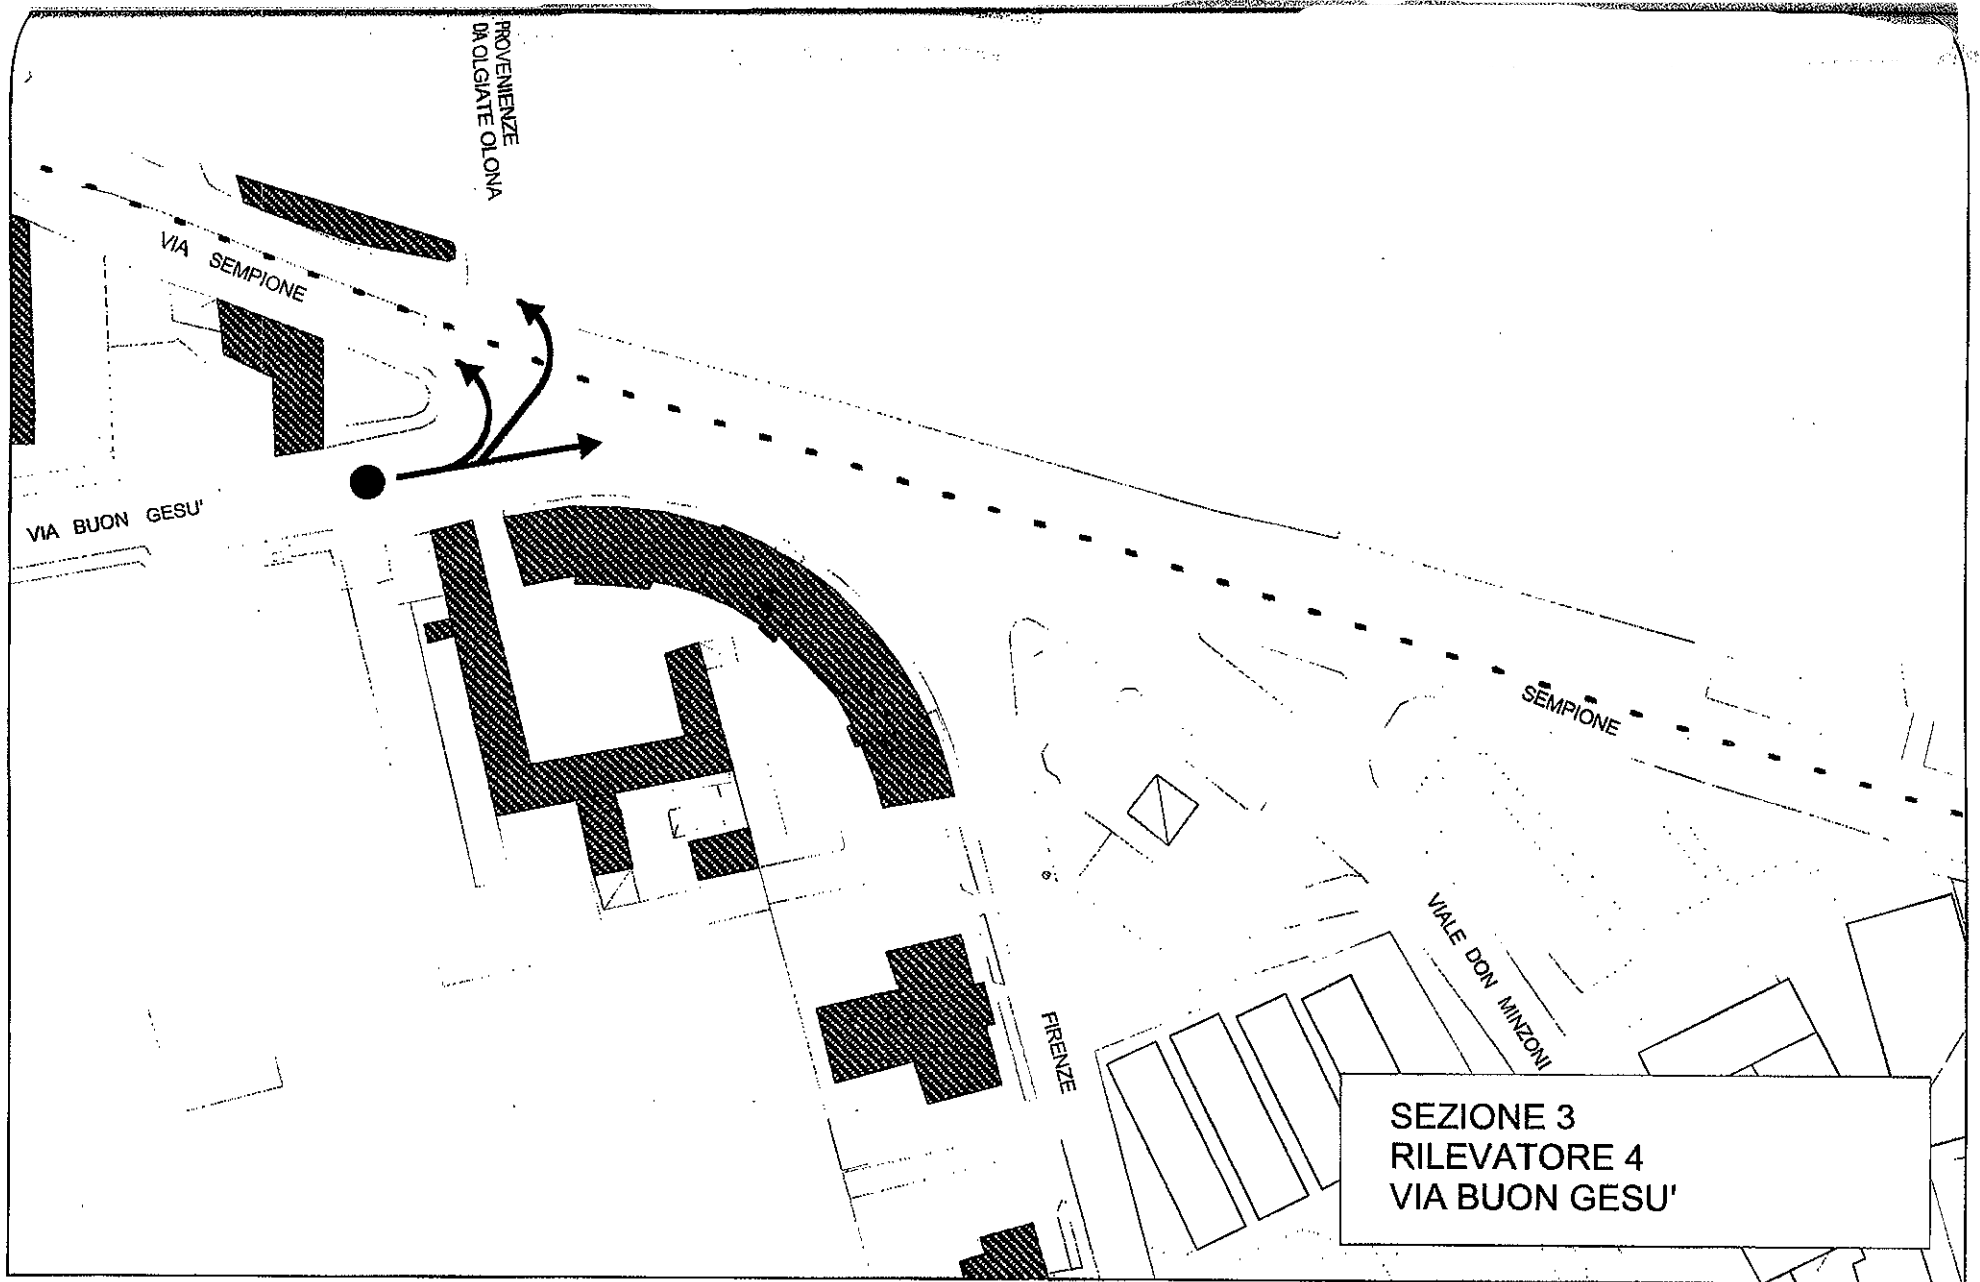 PROVENIENZE
DA OLGIATE OLONA
VIA SEMPIONE
VIA BUON GESU'
SEMPIONE
VIALE DON MINZONI
FIRENZE
SEZIONE 3
RILEVATORE 4
VIA BUON GESU'